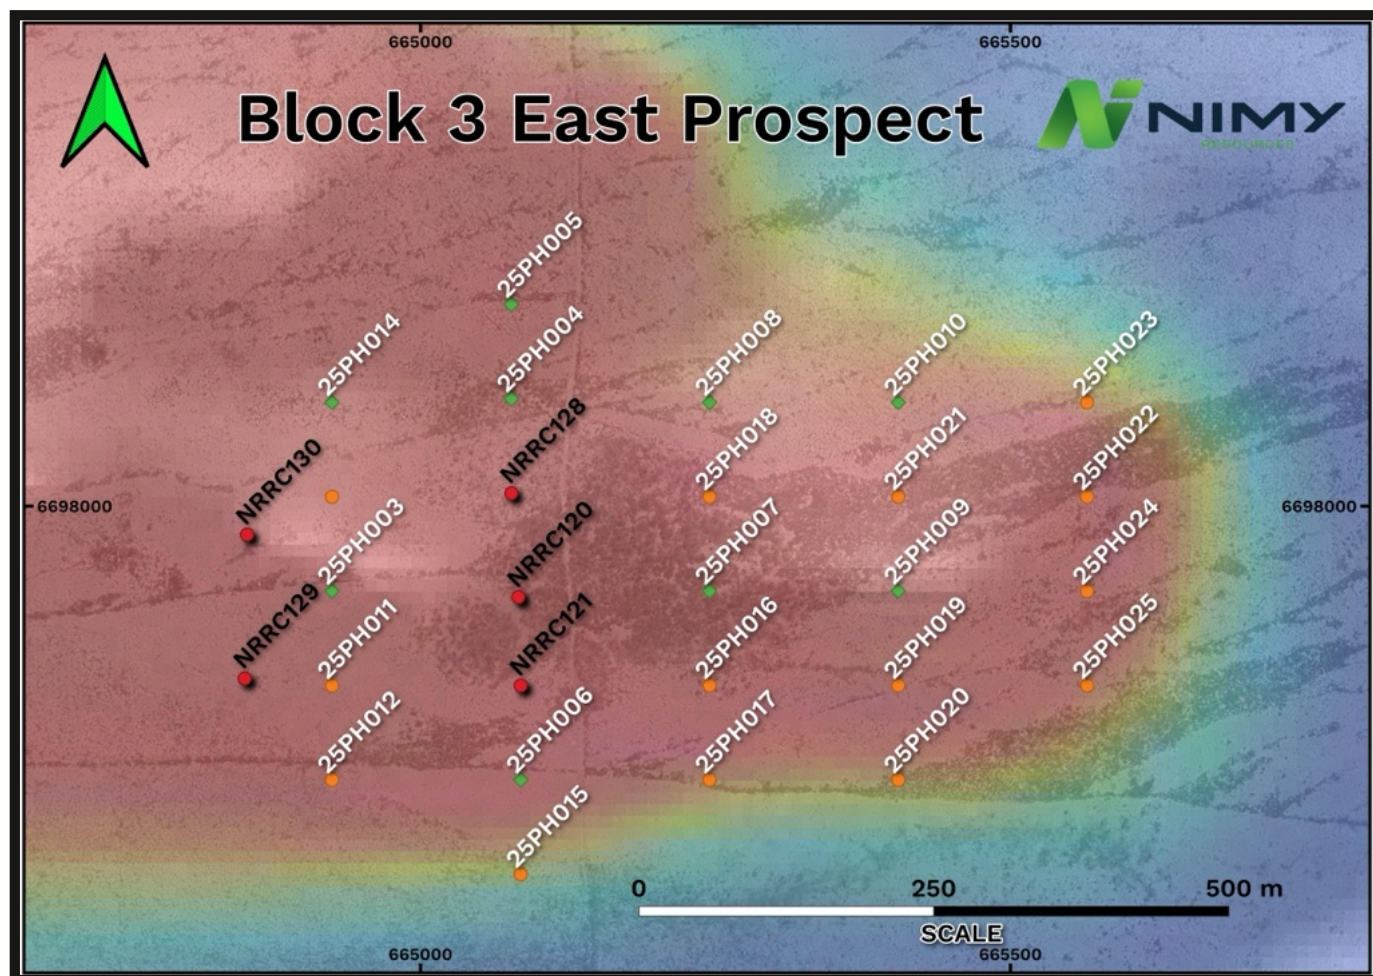 665000
665500
Block 3 East Prospect
NIMY
RESOURCES
25PH005
25PH014
25PH004
25PH008
25PH010
25PH023
NRRC130
NRRC128
25PH018
25PH021
25PH022
6698000
6698000
25PH003
NRRC120
25PH007
25PH009
25PH024
NRRC129
25PH011
NRRC121
25PH016
25PH019
25PH025
25PH012
25PH006
25PH017
25PH020
25PH015
0
250
500 m
SCALE
665000
665500